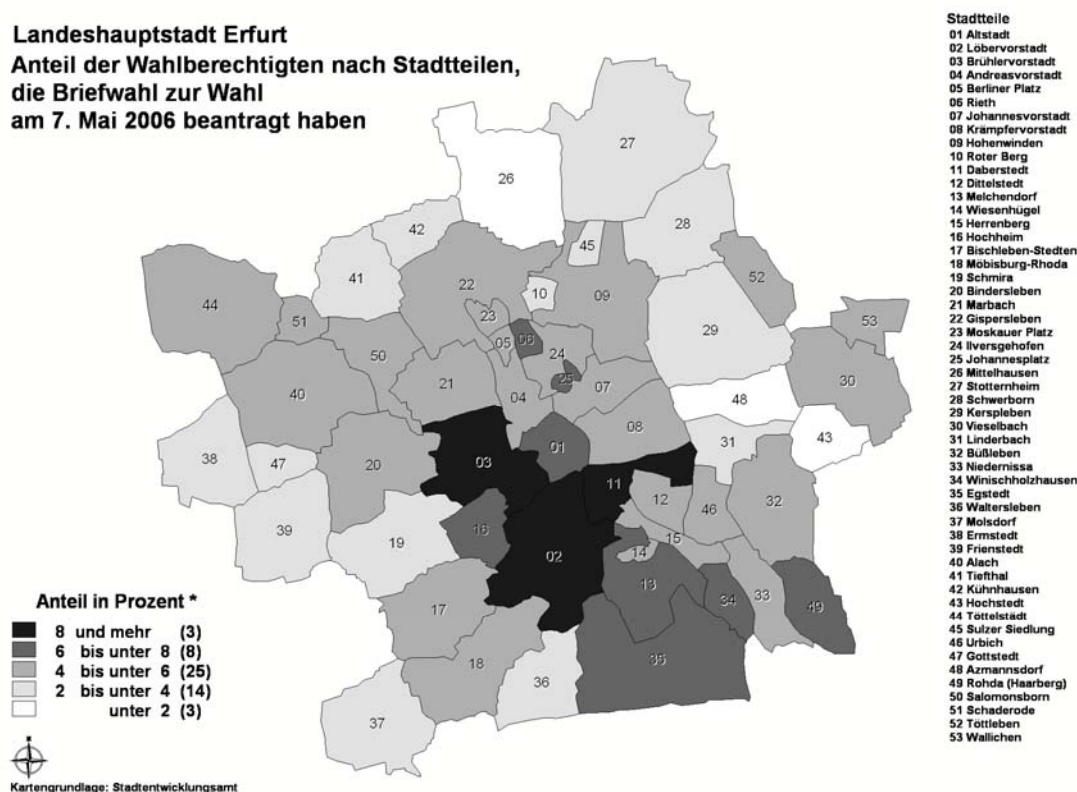 Landeshauptstadt Erfurt
Anteil der Wahlberechtigten nach Stadtteilen,
die Briefwahl zur Wahl
am 7. Mai 2006 beantragt haben
27
26
42
28
45
41
52
44
22
10
09
53
51
23
29
50
06
05
24
25
30
40
21
07
04
48
08
43
01
31
38
47
03
20
11
12
46
32
16
39
19
02
14
15
13
34
33
49
17
18
35
36
37
Anteil in Prozent *
8 und mehr (3)
6 bis unter 8 (8)
4 bis unter 6 (25)
2 bis unter 4 (14)
unter 2 (3)
Kartengrundlage: Stadtentwicklungsamt
Stadtteile
01 Altstadt
02 Löbervorstadt
03 Brühlervorstadt
04 Andreasvorstadt
05 Berliner Platz
06 Rieth
07 Johannesvorstadt
08 Krämpfervorstadt
09 Hohenwinden
10 Roter Berg
11 Daberstedt
12 Dittelstedt
13 Melchendorf
14 Wiesenhügel
15 Herrenberg
16 Hochheim
17 Bischleben-Stedten
18 Möbisburg-Rhoda
19 Schmira
20 Bindersleben
21 Marbach
22 Gispersleben
23 Moskauer Platz
24 Ilversgehofen
25 Johannesplatz
26 Mittelhausen
27 Stotternheim
28 Schwerborn
29 Kerspleben
30 Vieselbach
31 Linderbach
32 Büßleben
33 Niedernissa
34 Winischholzhausen
35 Egstedt
36 Waltersleben
37 Molsdorf
38 Ermstedt
39 Frienstedt
40 Alach
41 Tiefthal
42 Kühnhausen
43 Hochstedt
44 Töttelstädt
45 Sulzer Siedlung
46 Urbich
47 Gottstedt
48 Azmannsdorf
49 Rohda (Haarberg)
50 Salomonsborn
51 Schaderode
52 Töttleben
53 Wallichen